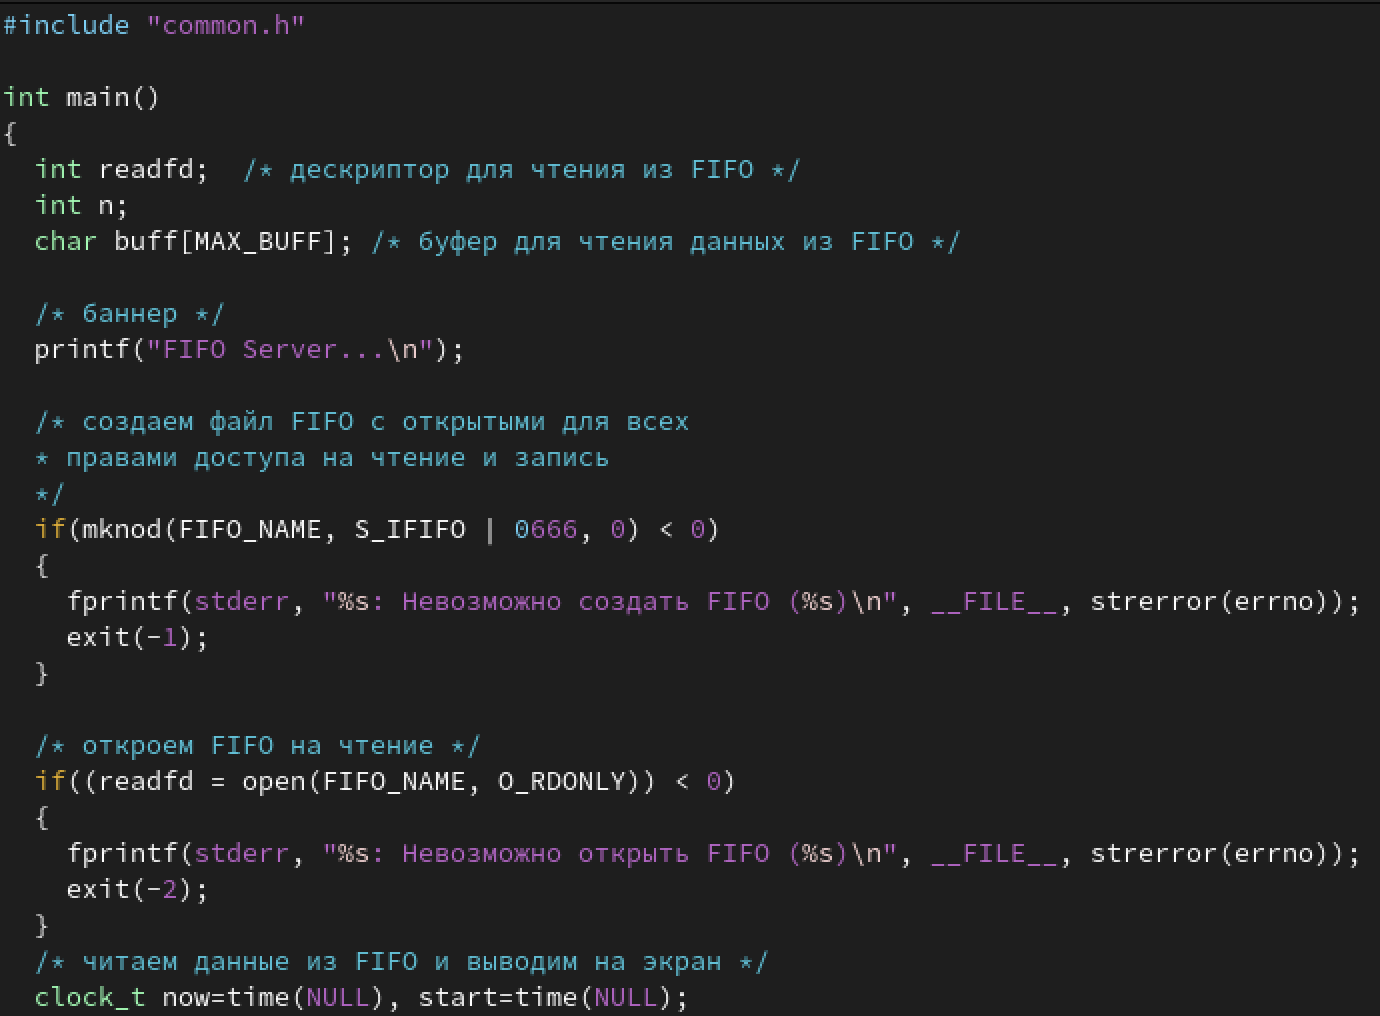 #include "common.h"
int main()
{
int readfd; /* дескриптор для чтения из FIFO */
int n;
char buff[MAX_BUFF]; /* буфер для чтения данных из FIFO */
/* баннер */
printf("FIFO Server...\n");
/* создаем файл FIFO с открытыми для всех
* правами доступа на чтение и запись
*/
if(mknod(FIFO_NAME, S_IFIFO | 0666, 0) < 0)
{
fprintf(stderr, "%s: Невозможно создать FIFO (%s)\n", __FILE__, strerror(errno));
exit(-1);
}
/* откроем FIFO на чтение */
if((readfd = open(FIFO_NAME, O_RDONLY)) < 0)
{
fprintf(stderr, "%s: Невозможно открыть FIFO (%s)\n", __FILE__, strerror(errno));
exit(-2);
}
/* читаем данные из FIFO и выводим на экран */
clock_t now=time(NULL), start=time(NULL);